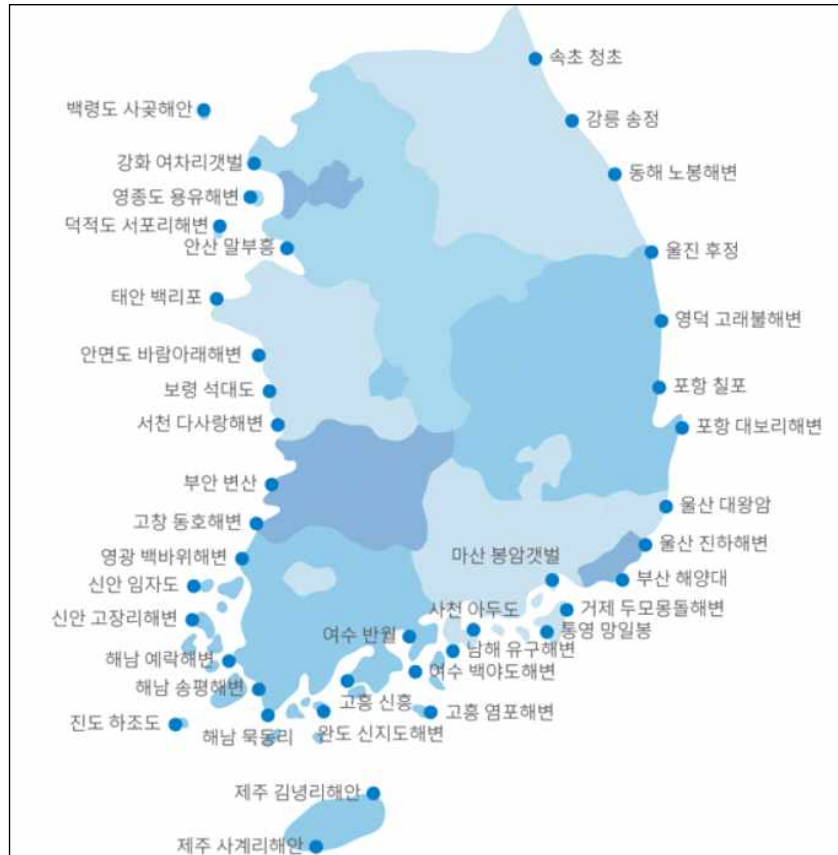 속초 청초
백령도 사곶해안
강릉 송정
강화 여차리갯벌
동해 노봉해변
영종도 용유해변
덕적도 서포리해변
안산 말부흥
울진 후정
태안 백리포
영덕 고래불해변
안면도 바람아래해변
보령 석대도
포항 칠포
서천 다사랑해변
포항 대보리해변
부안 변산
울산 대왕암
고창 동호해변
울산 진하해변
영광 백바위해변
마산 봉암갯벌
신안 임자도
부산 해양대
사천 아두도
거제 두모몽돌해변
신안 고장리해변
여수 반월
통영 망일봉
남해 유구해변
해남 예락해변
여수 백야도해변
해남 송평해변
고흥 신흥
고흥 염포해변
진도 하조도
해남 묵동리
완도 신지도해변
제주 김녕리해안
제주 사계리해안